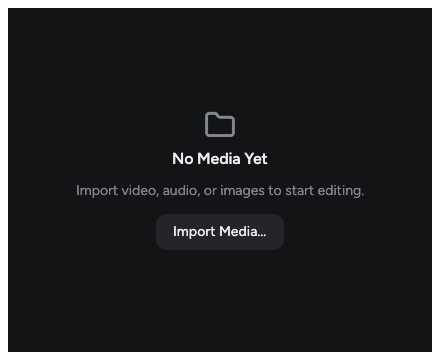 No Media Yet
Import video, audio, or images to start editing.
Import Media...